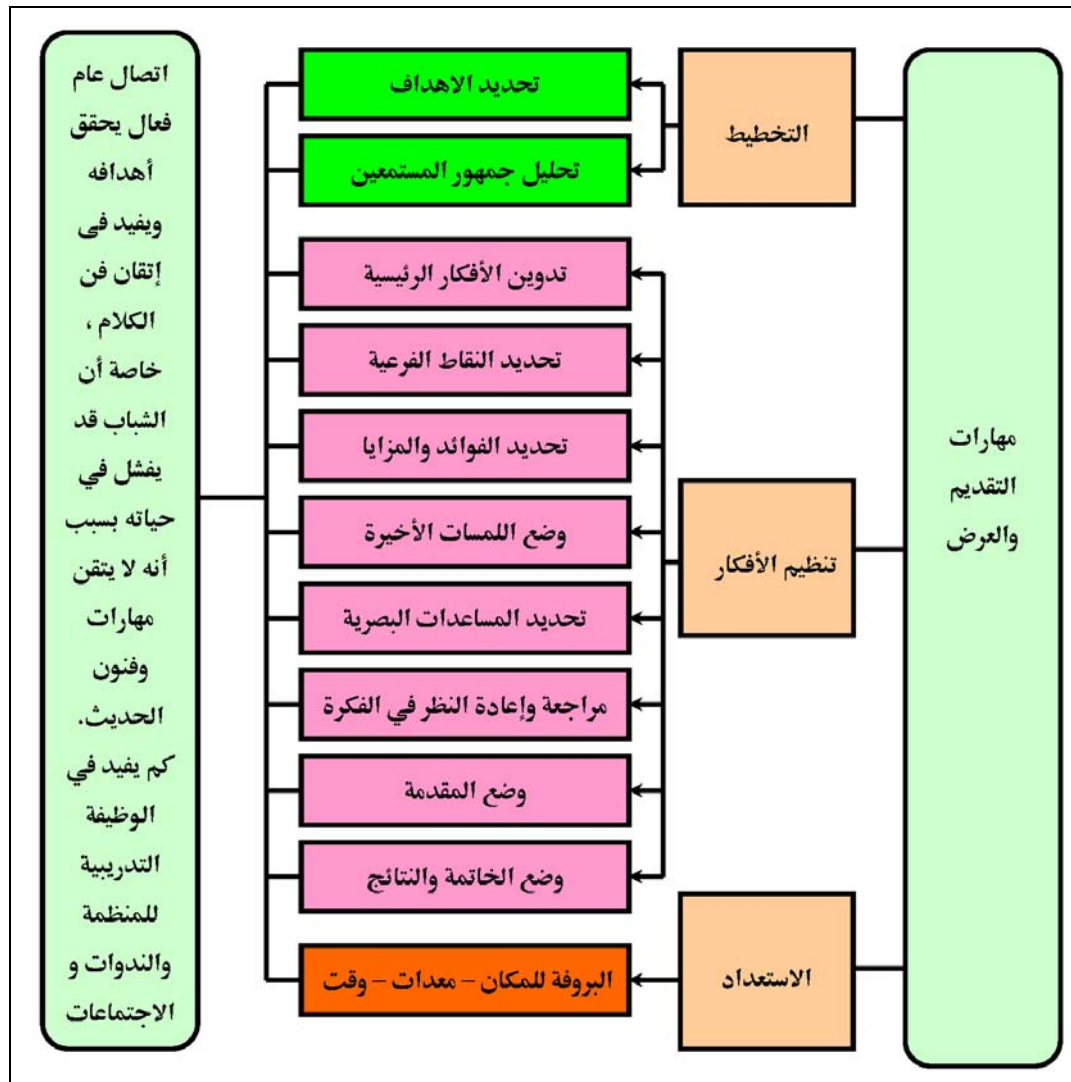 مهارات
التقديم
والعرض
التخطيط
تحديد الاهداف
تحليل جمهور المستمعين
تنظيم الأفكار
تدوين الأفكار الرئيسية
تحديد النقاط الفرعية
تحديد الفوائد والمزايا
وضع اللمسات الأخيرة
تحديد المساعدات البصرية
مراجعة وإعادة النظر في الفكرة
وضع المقدمة
وضع الخاتمة والنتائج
الاستعداد
البروفة للمكان - معدات - وقت
اتصال عام
فعال يحقق
أهدافه
ويفيد فى
إتقان فن
الكلام ،
خاصة أن
الشباب قد
يفشل في
حياته بسبب
أنه لا يتقن
مهارات
وفنون
الحديث.
كم يفيد في
الوظيفة
التدريبية
للمنظمة
والندوات و
الاجتماعات